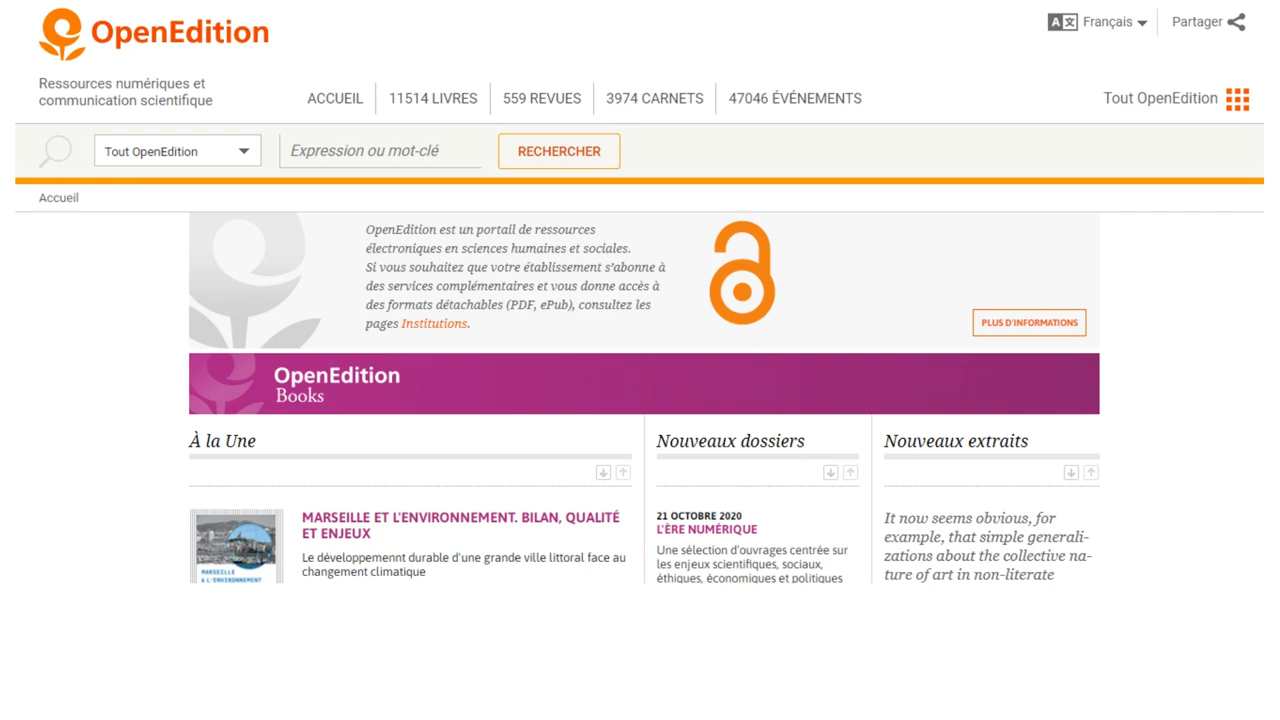 OpenEdition
Français
Partager
Ressources numériques et
communication scientifique
ACCUEIL
11514 LIVRES
559 REVUES
3974 CARNETS
47046 ÉVÉNEMENTS
Tout OpenEdition
Tout OpenEdition
Expression ou mot-clé
RECHERCHER
Accueil
OpenEdition est un portail de ressources
électroniques en sciences humaines et sociales.
Si vous souhaitez que votre établissement s'abonne à
des services complémentaires et vous donne accès à
des formats détachables (PDF, ePub), consultez les
pages Institutions.
PLUS D'INFORMATIONS
OpenEdition
Books
À la Une
MARSEILLE
& L'ENVIRONNEMENT
MARSEILLE ET L'ENVIRONNEMENT. BILAN, QUALITÉ
ET ENJEUX
Le développemennt durable d'une grande ville littoral face au
changement climatique
Nouveaux dossiers
21 OCTOBRE 2020
L'ÈRE NUMÉRIQUE
Une sélection d'ouvrages centrée sur
les enjeux scientifiques, sociaux,
éthiques, économiques et politiques
Nouveaux extraits
It now seems obvious, for
example, that simple generali-
zations about the collective na-
ture of art in non-literate